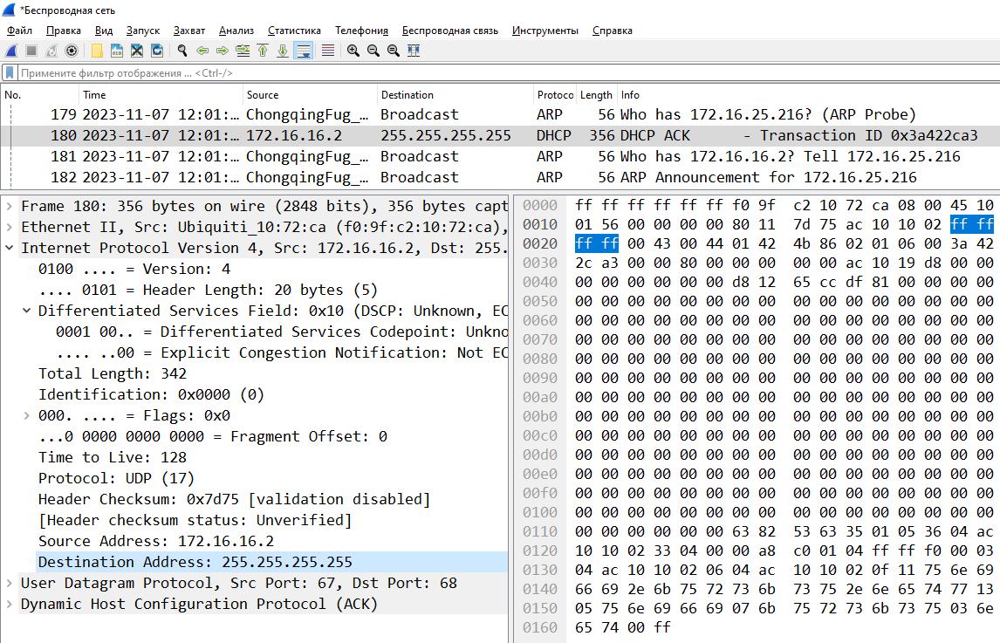 *Беспроводная сеть
Файл Правка Вид Запуск Захват Анализ Статистика Телефония Беспроводная связь Инструменты Справка
Примените фильтр отображения ... <Ctrl-/>
No. Time Source Destination Protoco Length Info
179 2023-11-07 12:01:… ChongqingFug_… Broadcast ARP 56 Who has 172.16.25.216? (ARP Probe)
180 2023-11-07 12:01:… 172.16.16.2 255.255.255.255 DHCP 356 DHCP ACK - Transaction ID 0x3a422ca3
181 2023-11-07 12:01:… ChongqingFug_… Broadcast ARP 56 Who has 172.16.16.2? Tell 172.16.25.216
182 2023-11-07 12:01:… ChongqingFug_… Broadcast ARP 56 ARP Announcement for 172.16.25.216
Frame 180: 356 bytes on wire (2848 bits), 356 bytes capt
Ethernet II, Src: Ubiquiti_10:72:ca (f0:9f:c2:10:72:ca),
Internet Protocol Version 4, Src: 172.16.16.2, Dst: 255.
0100 .... = Version: 4
.... 0101 = Header Length: 20 bytes (5)
Differentiated Services Field: 0x10 (DSCP: Unknown, EC
0001 00.. = Differentiated Services Codepoint: Unkno
.... ..00 = Explicit Congestion Notification: Not EC
Total Length: 342
Identification: 0x0000 (0)
000. .... = Flags: 0x0
...0 0000 0000 0000 = Fragment Offset: 0
Time to Live: 128
Protocol: UDP (17)
Header Checksum: 0x7d75 [validation disabled]
[Header checksum status: Unverified]
Source Address: 172.16.16.2
Destination Address: 255.255.255.255
User Datagram Protocol, Src Port: 67, Dst Port: 68
Dynamic Host Configuration Protocol (ACK)
0000 ff ff ff ff ff ff f0 9f c2 10 72 ca 08 00 45 10
0010 01 56 00 00 00 00 80 11 7d 75 ac 10 10 02 ff ff
0020 ff ff 00 43 00 44 01 42 4b 86 02 01 06 00 3a 42
0030 2c a3 00 00 80 00 00 00 00 00 ac 10 19 d8 00 00
0040 00 00 00 00 00 00 d8 12 65 cc df 81 00 00 00 00
0050 00 00 00 00 00 00 00 00 00 00 00 00 00 00 00 00
0060 00 00 00 00 00 00 00 00 00 00 00 00 00 00 00 00
0070 00 00 00 00 00 00 00 00 00 00 00 00 00 00 00 00
0080 00 00 00 00 00 00 00 00 00 00 00 00 00 00 00 00
0090 00 00 00 00 00 00 00 00 00 00 00 00 00 00 00 00
00a0 00 00 00 00 00 00 00 00 00 00 00 00 00 00 00 00
00b0 00 00 00 00 00 00 00 00 00 00 00 00 00 00 00 00
00c0 00 00 00 00 00 00 00 00 00 00 00 00 00 00 00 00
00d0 00 00 00 00 00 00 00 00 00 00 00 00 00 00 00 00
00e0 00 00 00 00 00 00 00 00 00 00 00 00 00 00 00 00
00f0 00 00 00 00 00 00 00 00 00 00 00 00 00 00 00 00
0100 00 00 00 00 00 00 00 00 00 00 00 00 00 00 00 00
0110 00 00 00 00 00 00 63 82 53 63 35 01 05 36 04 ac
0120 10 10 02 33 04 00 00 a8 c0 01 04 ff ff f0 00 03
0130 04 ac 10 10 02 06 04 ac 10 10 02 0f 11 75 6e 69
0140 66 69 2e 6b 75 72 73 6b 73 75 2e 6e 65 74 77 13
0150 05 75 6e 69 66 69 07 6b 75 72 73 6b 73 75 03 6e
0160 65 74 00 ff